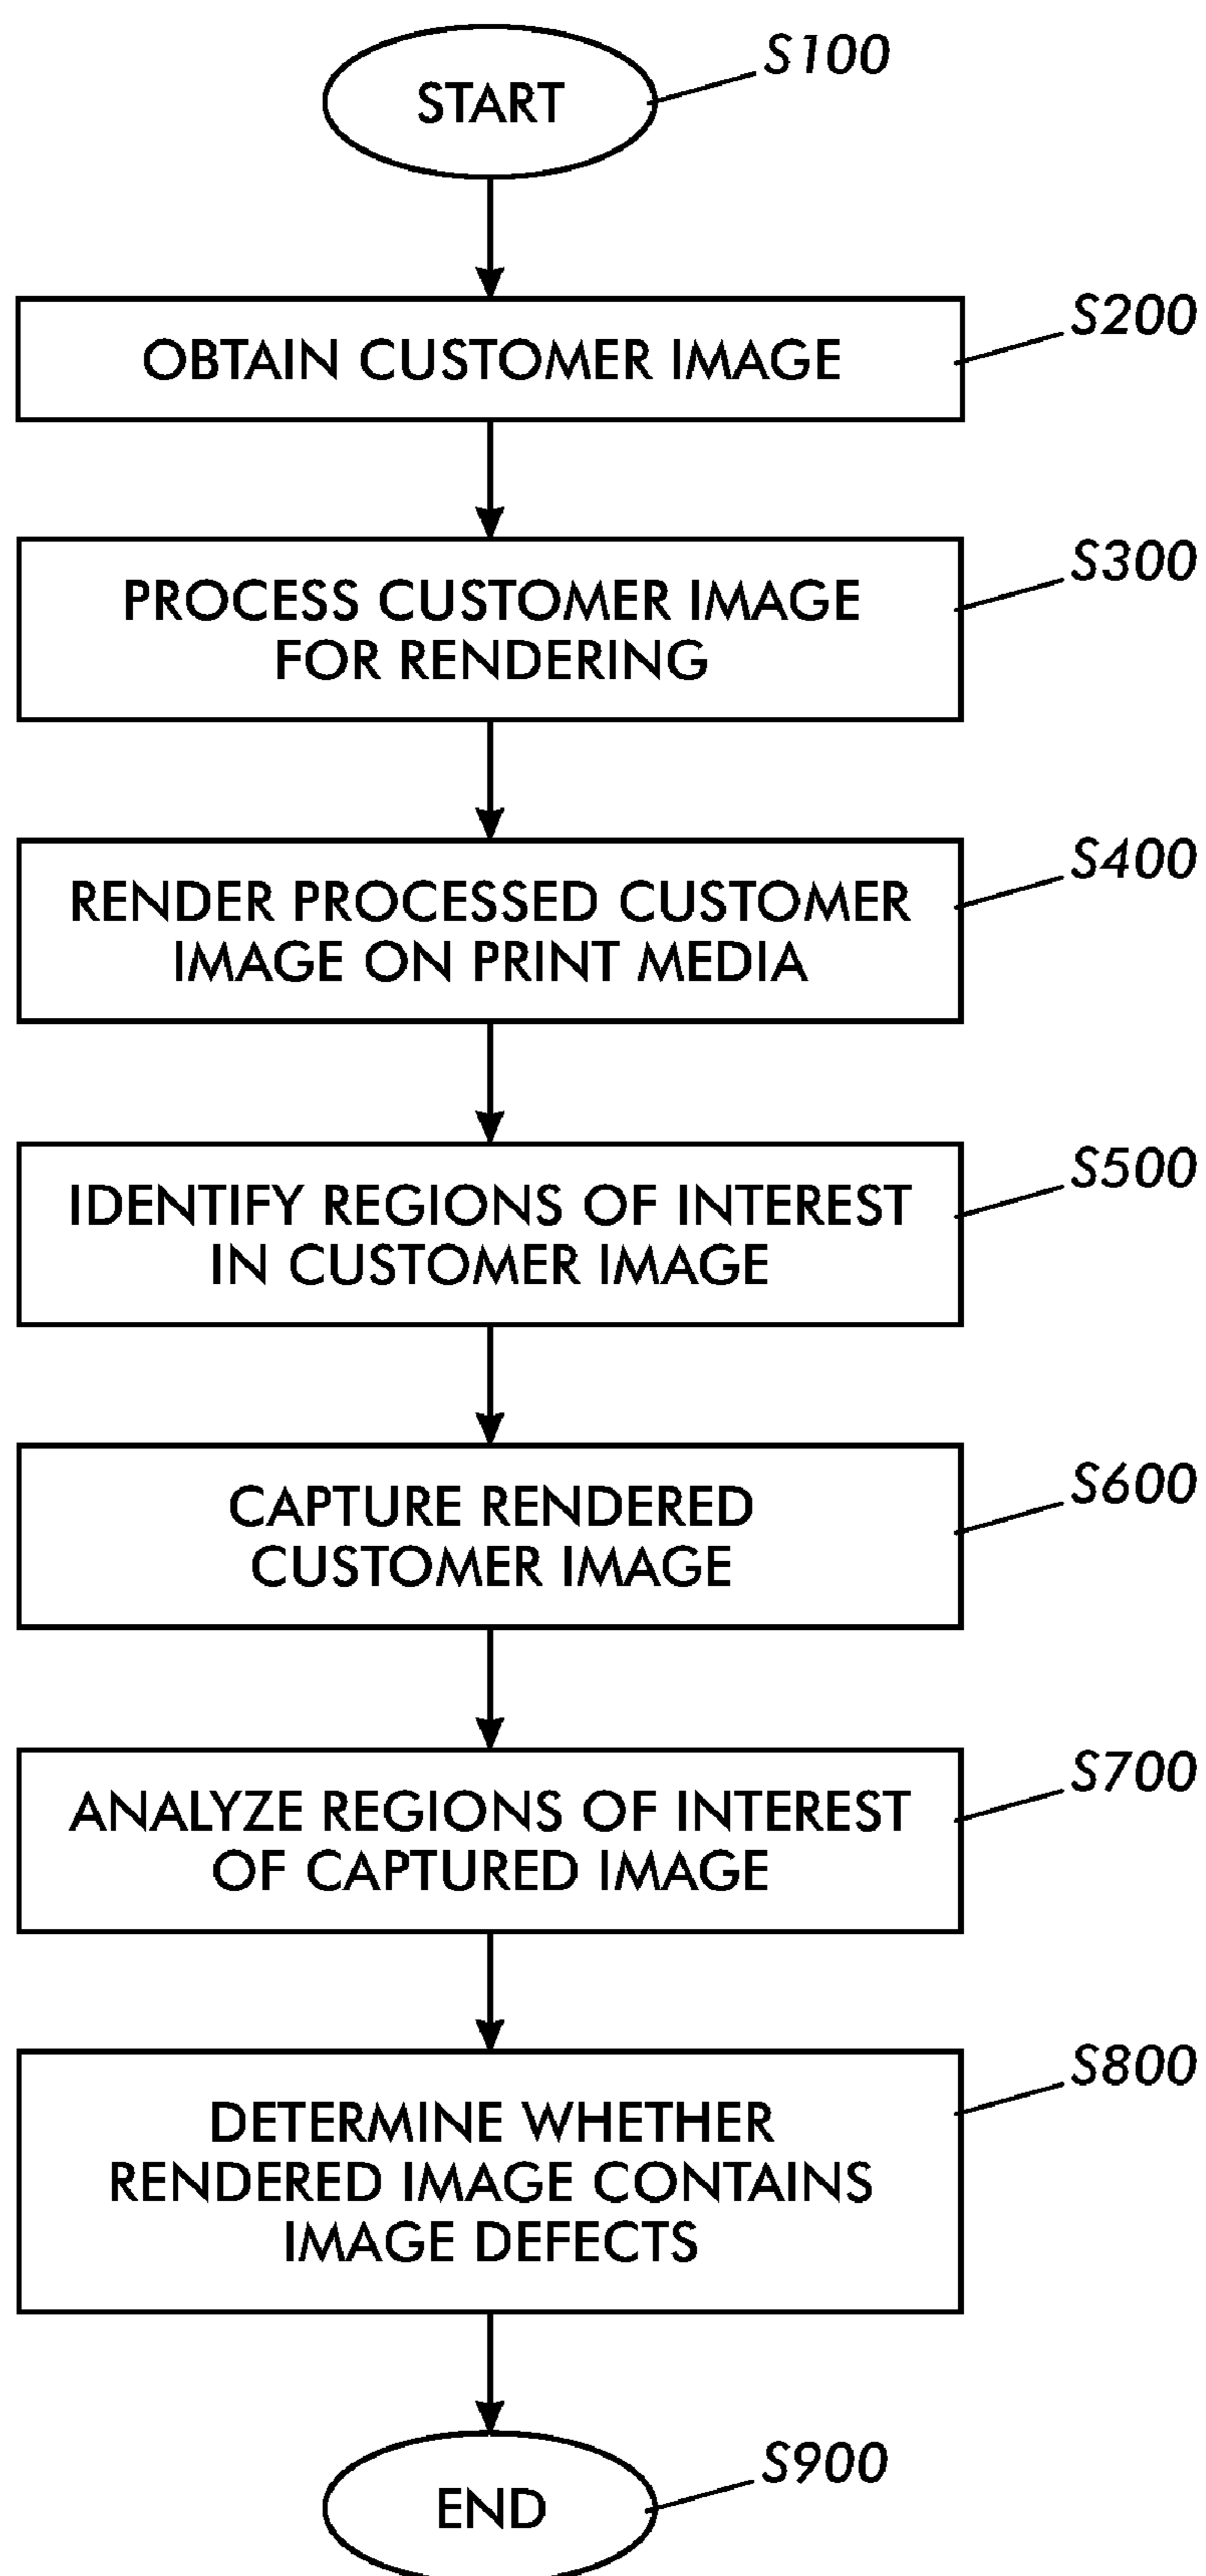 START
S100
OBTAIN CUSTOMER IMAGE
S200
PROCESS CUSTOMER IMAGE
FOR RENDERING
S300
RENDER PROCESSED CUSTOMER
IMAGE ON PRINT MEDIA
S400
IDENTIFY REGIONS OF INTEREST
IN CUSTOMER IMAGE
S500
CAPTURE RENDERED
CUSTOMER IMAGE
S600
ANALYZE REGIONS OF INTEREST
OF CAPTURED IMAGE
S700
DETERMINE WHETHER
RENDERED IMAGE CONTAINS
IMAGE DEFECTS
S800
END
S900